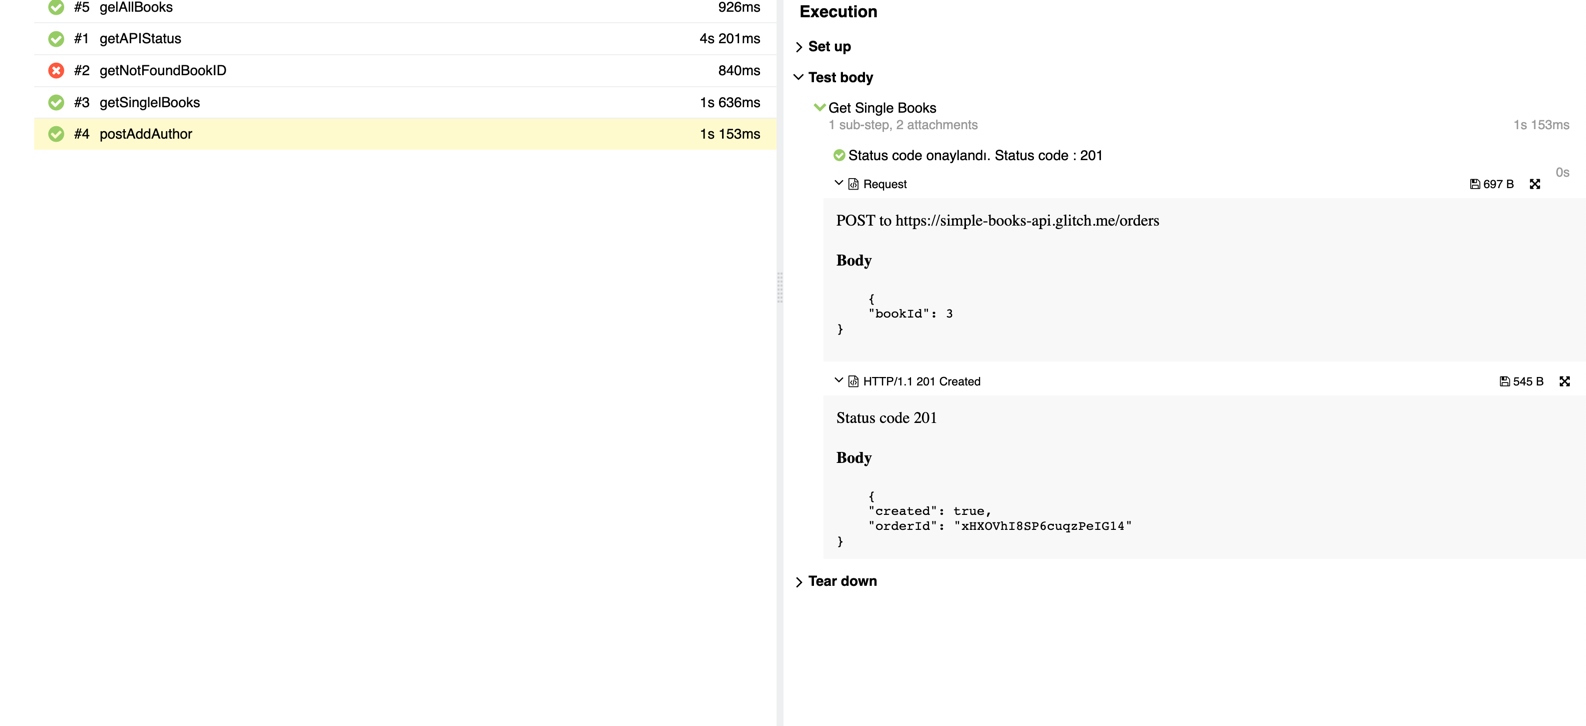 #5 gelAllBooks 926ms
#1 getAPIStatus 4s 201ms
#2 getNotFoundBookID 840ms
#3 getSinglelBooks 1s 636ms
#4 postAddAuthor 1s 153ms
Execution
Set up
Test body
Get Single Books
1 sub-step, 2 attachments 1s 153ms
Status code onaylandı. Status code : 201
0s
Request 697 B
POST to https://simple-books-api.glitch.me/orders
Body
{
"bookId": 3
}
HTTP/1.1 201 Created 545 B
Status code 201
Body
{
"created": true,
"orderId": "xHXOVhI8SP6cuqzPeIG14"
}
Tear down